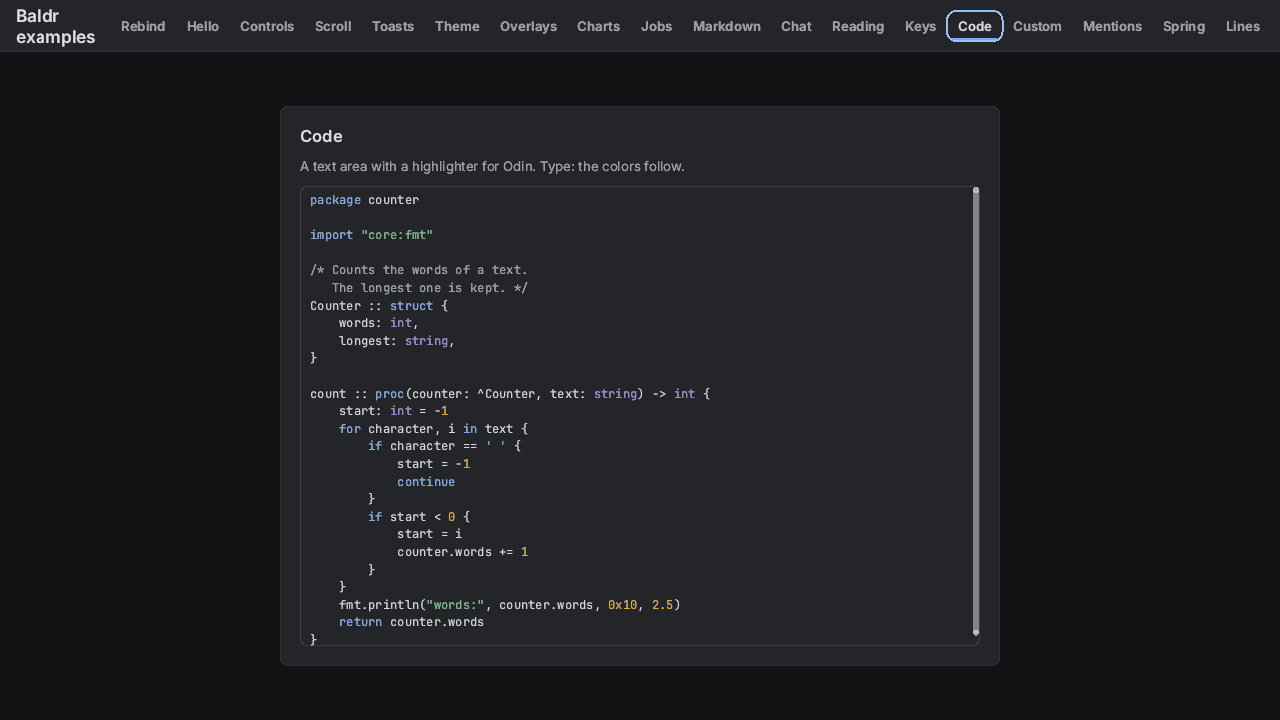 Baldr examples
Rebind Hello Controls Scroll Toasts Theme Overlays Charts Jobs Markdown Chat Reading Keys Code Custom Mentions Spring Lines
Code
A text area with a highlighter for Odin. Type: the colors follow.
package counter

import "core:fmt"

/* Counts the words of a text.
   The longest one is kept. */
Counter :: struct {
    words: int,
    longest: string,
}

count :: proc(counter: ^Counter, text: string) -> int {
    start: int = -1
    for character, i in text {
        if character == ' ' {
            start = -1
            continue
        }
        if start < 0 {
            start = i
            counter.words += 1
        }
    }
    fmt.println("words:", counter.words, 0x10, 2.5)
    return counter.words
}